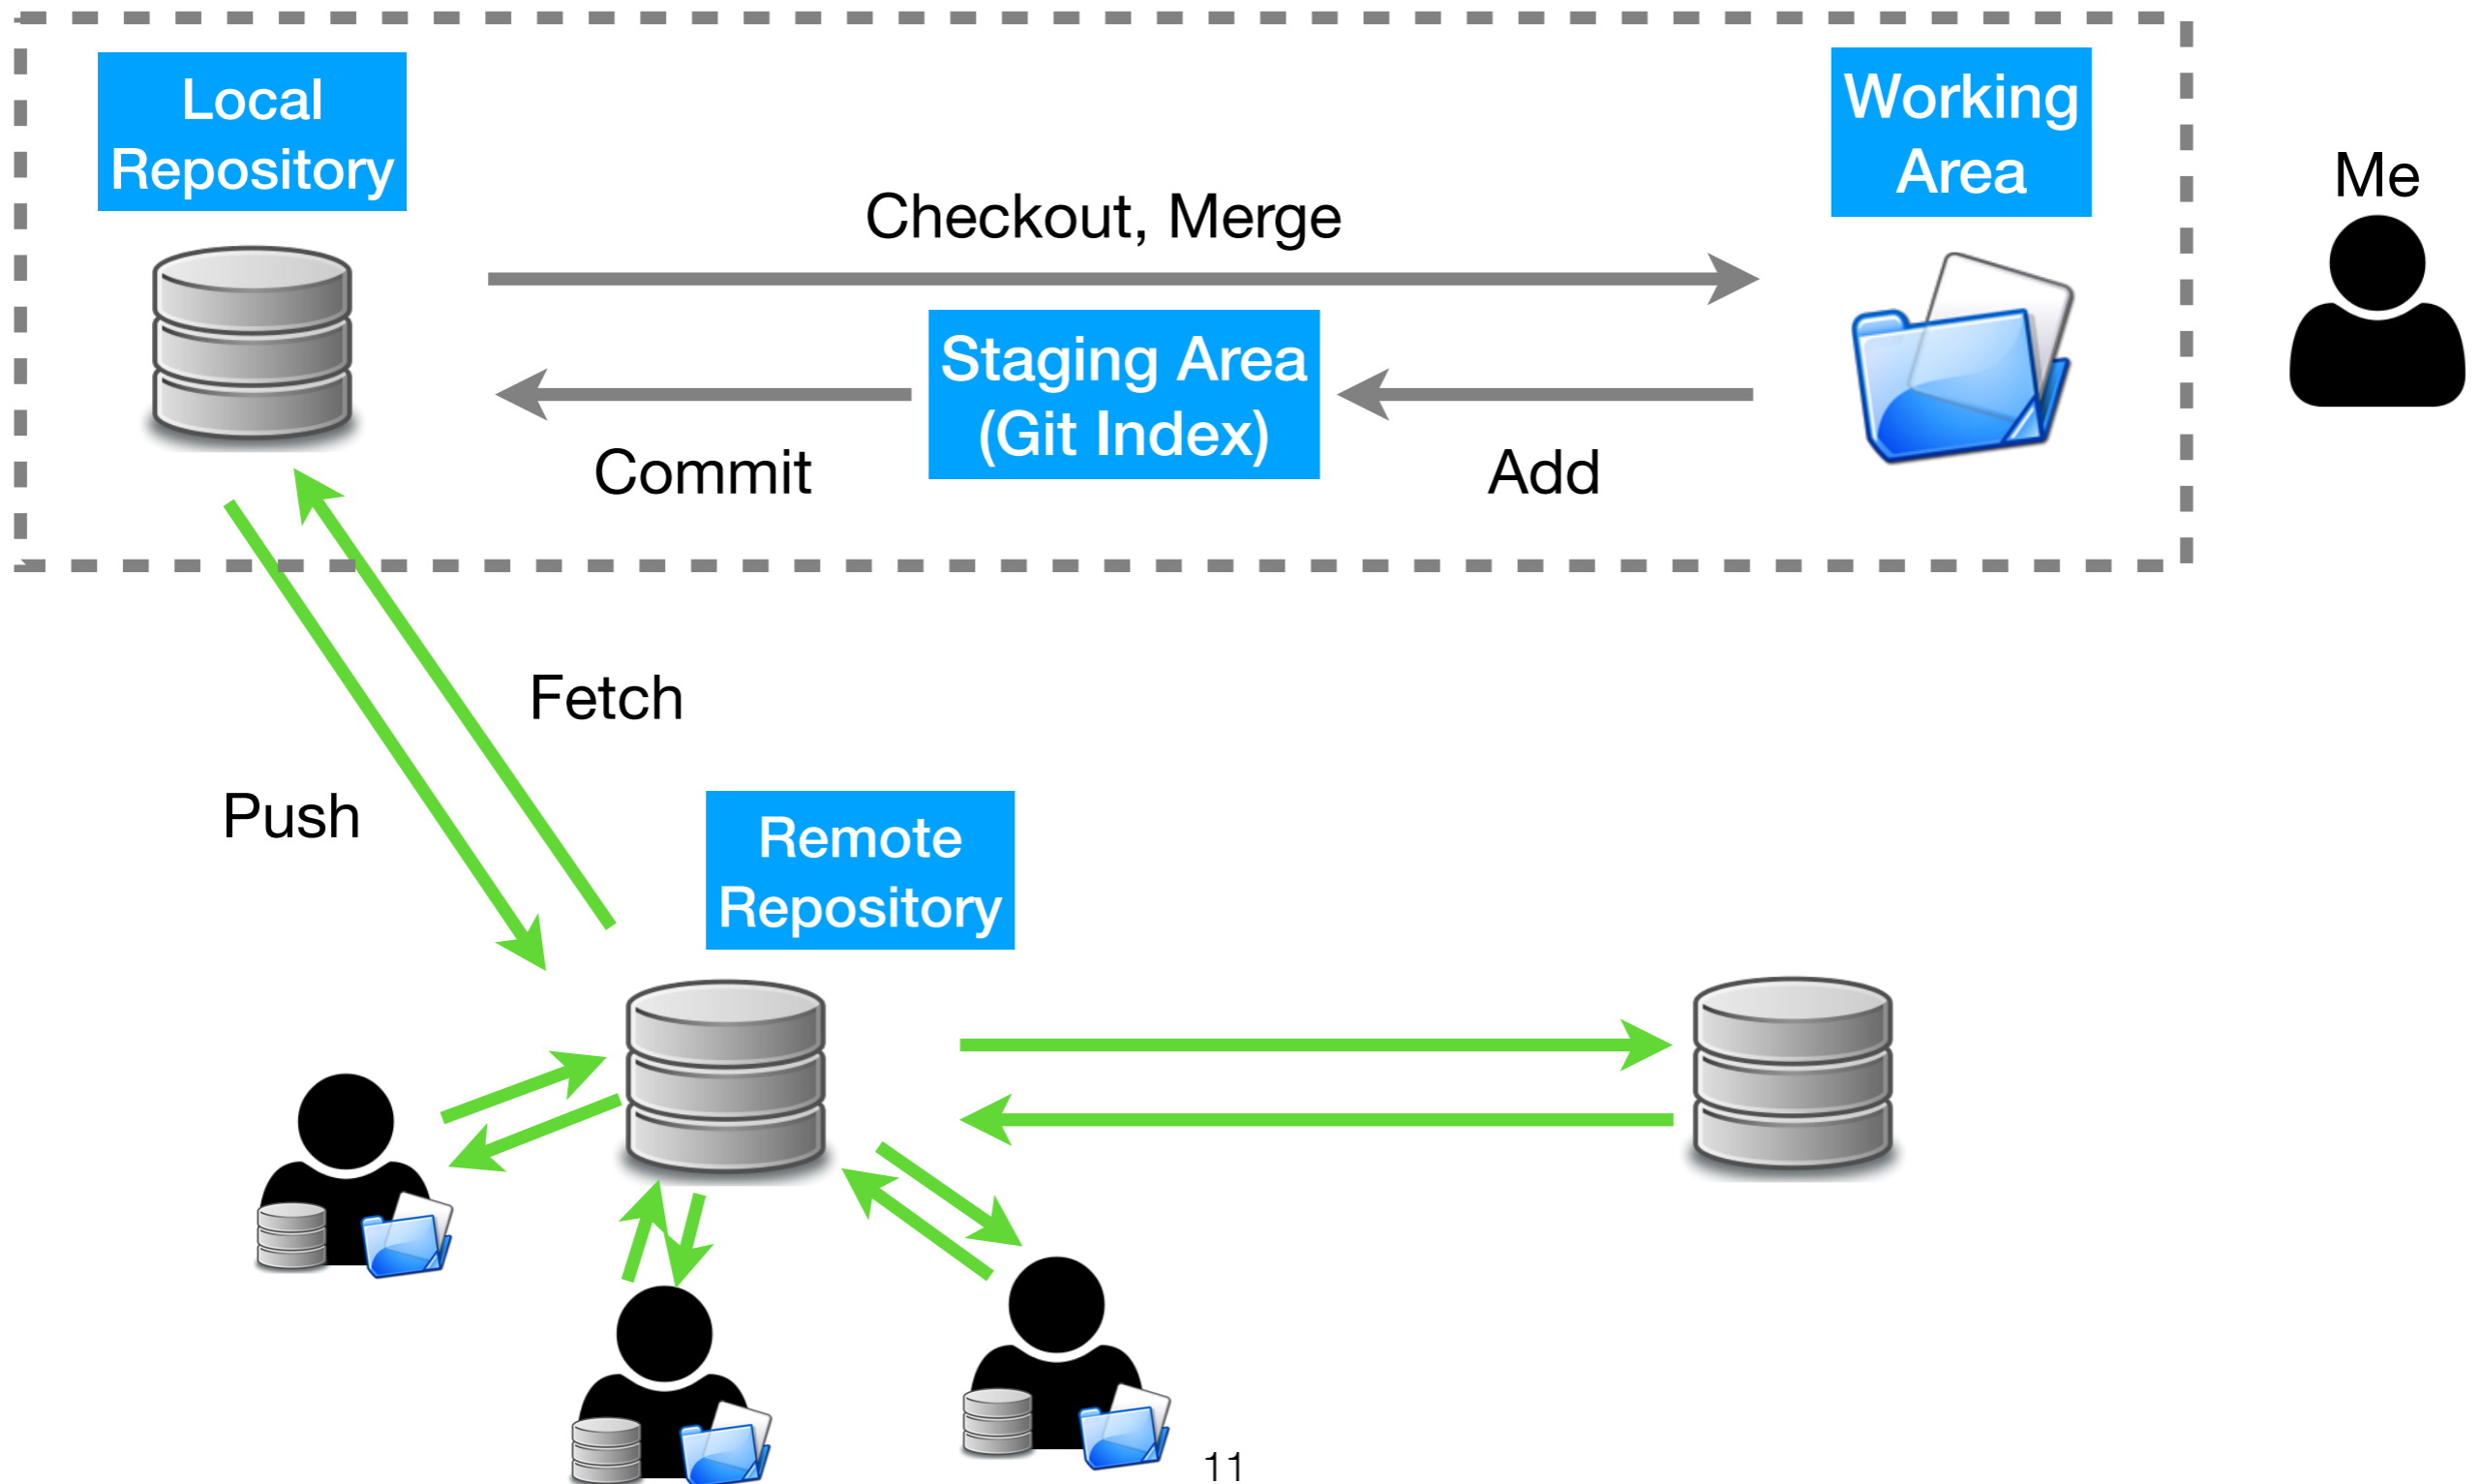 Local
Repository
Working
Area
Me
Checkout, Merge
Staging Area
(Git Index)
Commit
Add
Fetch
Push
Remote
Repository
11